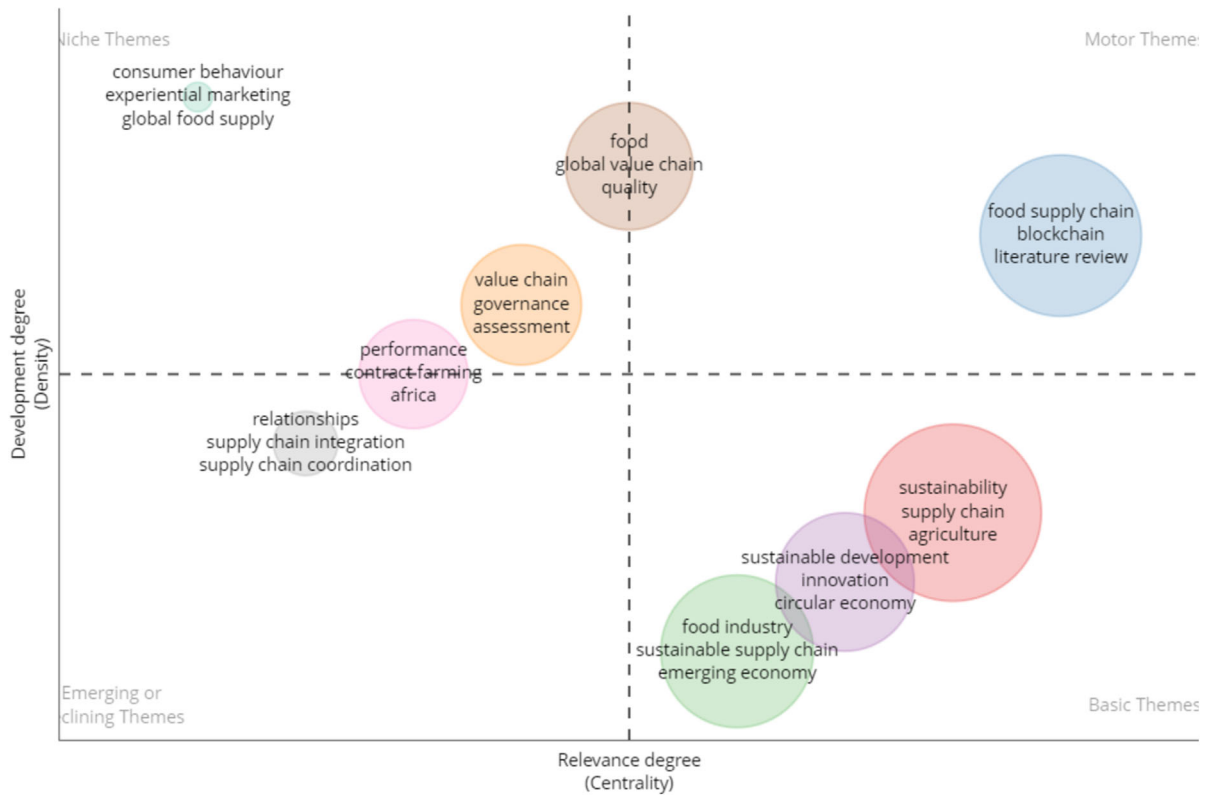 Niche Themes
Motor Themes
consumer behaviour
experiential marketing
global food supply
food
global value chain
quality
food supply chain
blockchain
literature review
value chain
governance
assessment
performance
contract farming
africa
relationships
supply chain integration
supply chain coordination
sustainability
supply chain
agriculture
sustainable development
innovation
circular economy
food industry
sustainable supply chain
emerging economy
Emerging or
clining Themes
Basic Themes
Development degree
(Density)
Relevance degree
(Centrality)